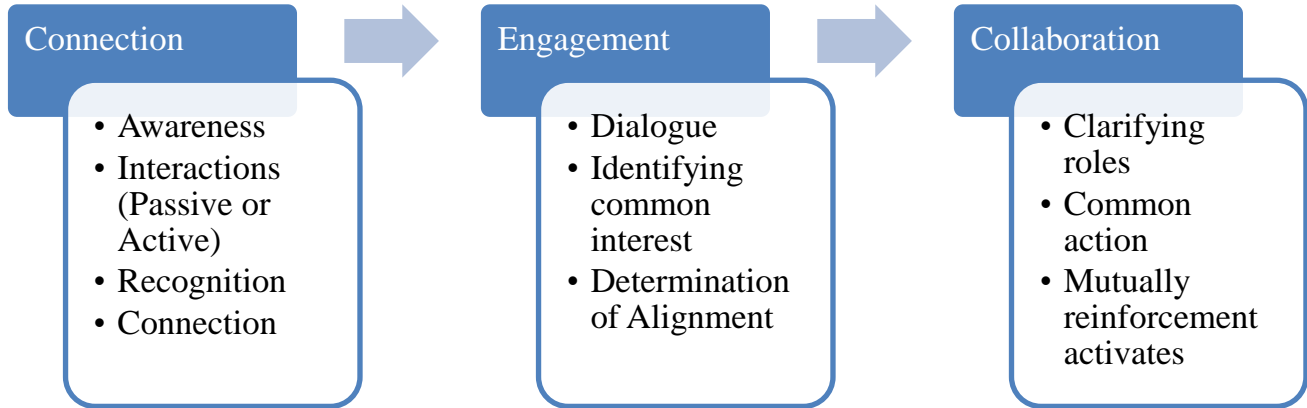 Connection
• Awareness
• Interactions
(Passive or
Active)
• Recognition
• Connection
Engagement
• Dialogue
• Identifying
common
interest
• Determination
of Alignment
Collaboration
• Clarifying
roles
• Common
action
• Mutually
reinforcement
activates